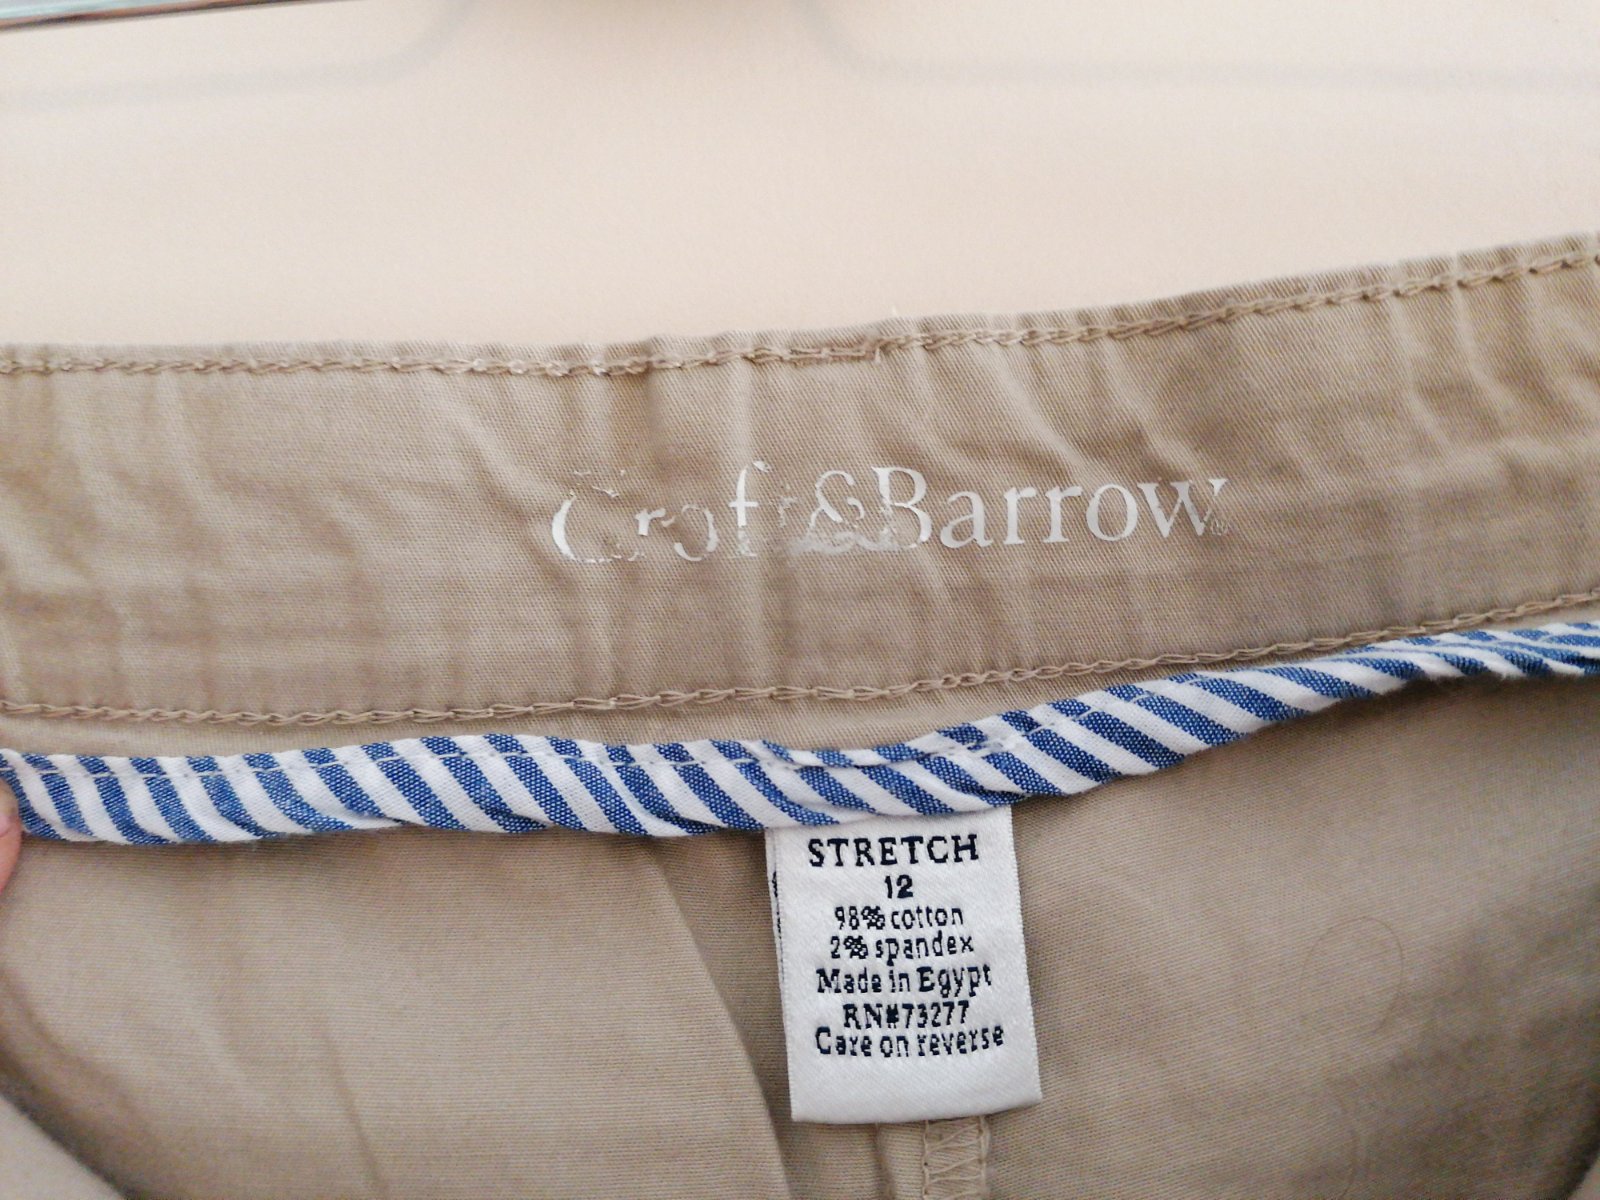 Croft&Barrow
STRETCH
12
98% cotton
2% spandex
Made in Egypt
RN#73277
Care on reverse